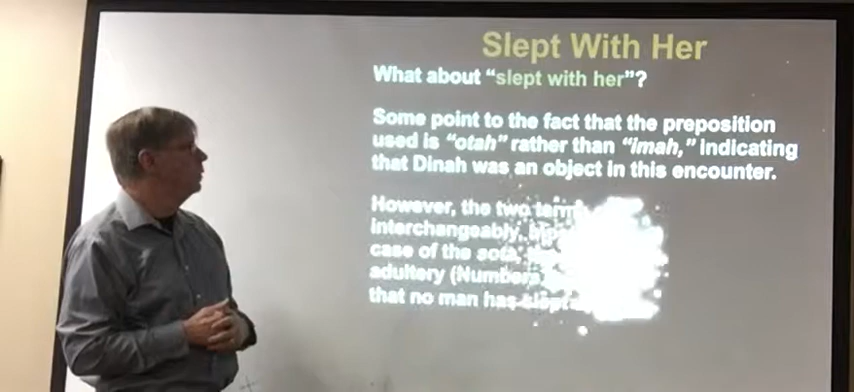 Slept With Her
What about “slept with her”?
Some point to the fact that the preposition
used is “otah” rather than “imah,” indicating
that Dinah was an object in this encounter.
However, the two
interchangeably,
case of the sota,
adultery (Numbers
that no man has slept